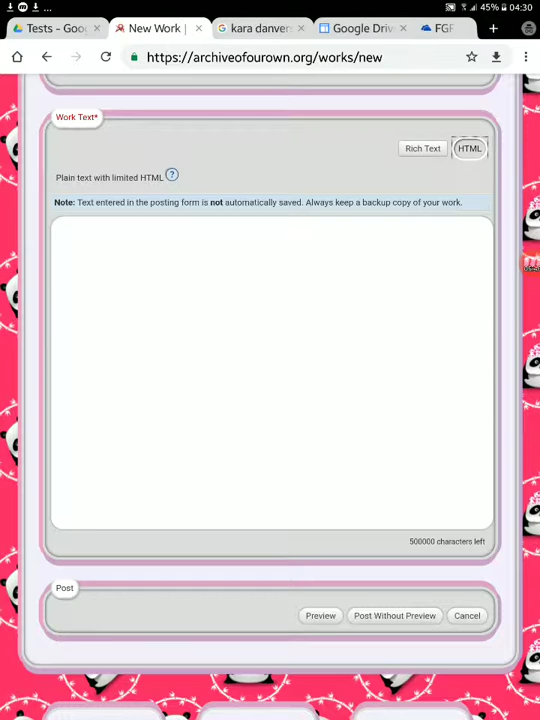 ... 45% 04:30
Tests - Goog
New Work |
kara danvers
Google Driv
FGF
https://archiveofourown.org/works/new
Work Text*
Rich Text HTML
Plain text with limited HTML ?
Note: Text entered in the posting form is not automatically saved. Always keep a backup copy of your work.
500000 characters left
Post
Preview Post Without Preview Cancel